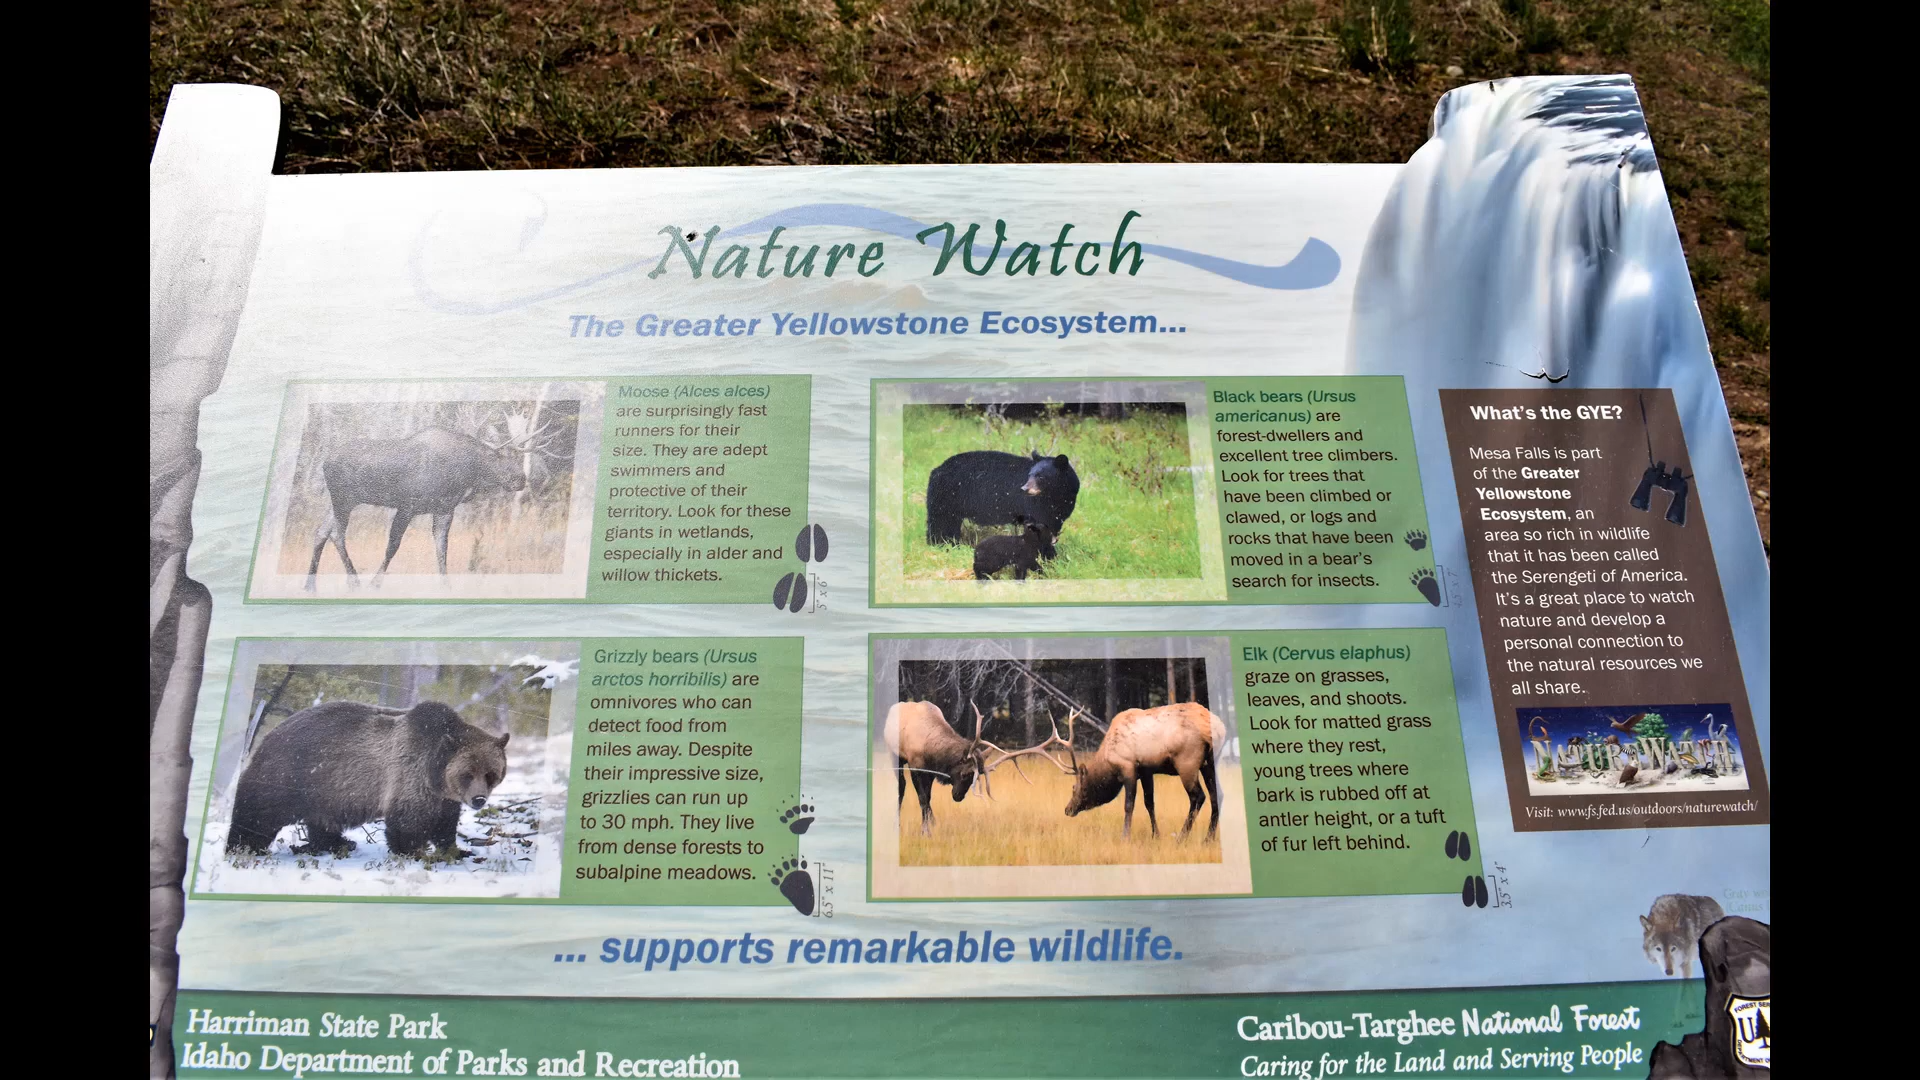 Nature Watch
The Greater Yellowstone Ecosystem...
Moose (Alces alces)
are surprisingly fast
runners for their
size. They are adept
swimmers and
protective of their
territory. Look for these
giants in wetlands,
especially in alder and
willow thickets.
5" x 6"
Black bears (Ursus
americanus) are
forest-dwellers and
excellent tree climbers.
Look for trees that
have been climbed or
clawed, or logs and
rocks that have been
moved in a bear's
search for insects.
Grizzly bears (Ursus
arctos horribilis) are
omnivores who can
detect food from
miles away. Despite
their impressive size,
grizzlies can run up
to 30 mph. They live
from dense forests to
subalpine meadows.
6.5" x 11"
Elk (Cervus elaphus)
graze on grasses,
leaves, and shoots.
Look for matted grass
where they rest,
young trees where
bark is rubbed off at
antler height, or a tuft
of fur left behind.
3.5" x 4"
What's the GYE?
Mesa Falls is part
of the Greater
Yellowstone
Ecosystem, an
area so rich in wildlife
that it has been called
the Serengeti of America.
It's a great place to watch
nature and develop a
personal connection to
the natural resources we
all share.
NATUREWATCH
Visit: www.fs.fed.us/outdoors/naturewatch/
... supports remarkable wildlife.
Harriman State Park
Idaho Department of Parks and Recreation
Caribou-Targhee National Forest
Caring for the Land and Serving People